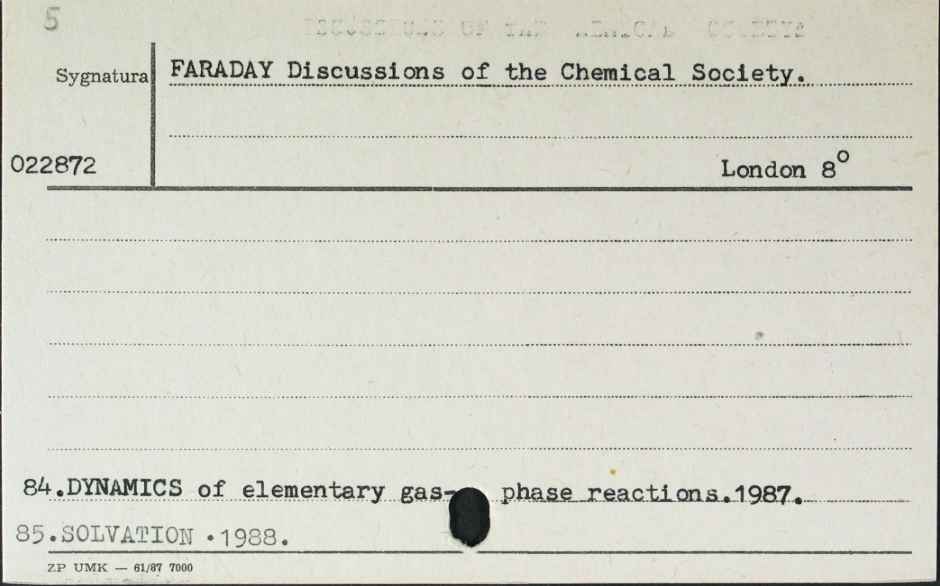 5
Sygnatura FARADAY Discussions of the Chemical Society.
022872 London 8°
84.DYNAMICS of elementary gas- phase reactions.1987.
85.SOLVATION .1988.
ZP UMK — 61/87 7000